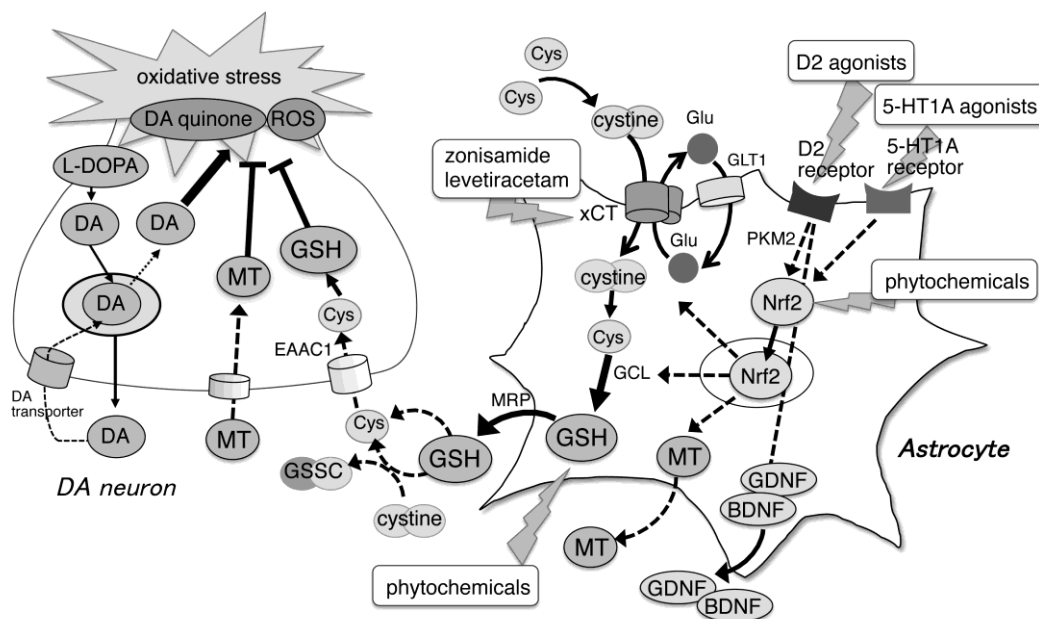 oxidative stress
DA quinone
ROS
L-DOPA
DA
DA
DA
GSH
MT
Cys
EAAC1
DA
transporter
DA
MT
DA neuron
Cys
Cys
cystine
Glu
GLT1
D2 agonists
5-HT1A agonists
D2
receptor
5-HT1A
receptor
zonisamide
levetiracetam
xCT
Glu
PKM2
cystine
Nrf2
phytochemicals
Cys
GCL
Nrf2
MRP
Cys
GSH
GSH
GSSC
cystine
MT
Astrocyte
GDNF
BDNF
MT
phytochemicals
GDNF
BDNF